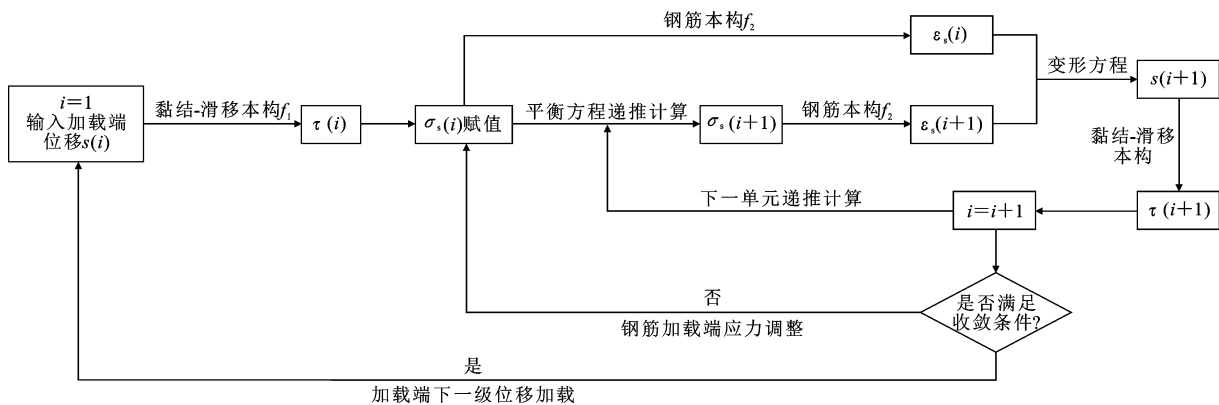 钢筋本构f₂
εₛ(i)
变形方程
s(i+1)
i=1
输入加载端
位移s(i)
黏结-滑移本构f₁
τ(i)
σₛ(i)赋值
平衡方程递推计算
σₛ(i+1)
钢筋本构f₂
εₛ(i+1)
黏结-滑移
本构
下一单元递推计算
i=i+1
τ(i+1)
否
钢筋加载端应力调整
是否满足
收敛条件?
是
加载端下一级位移加载